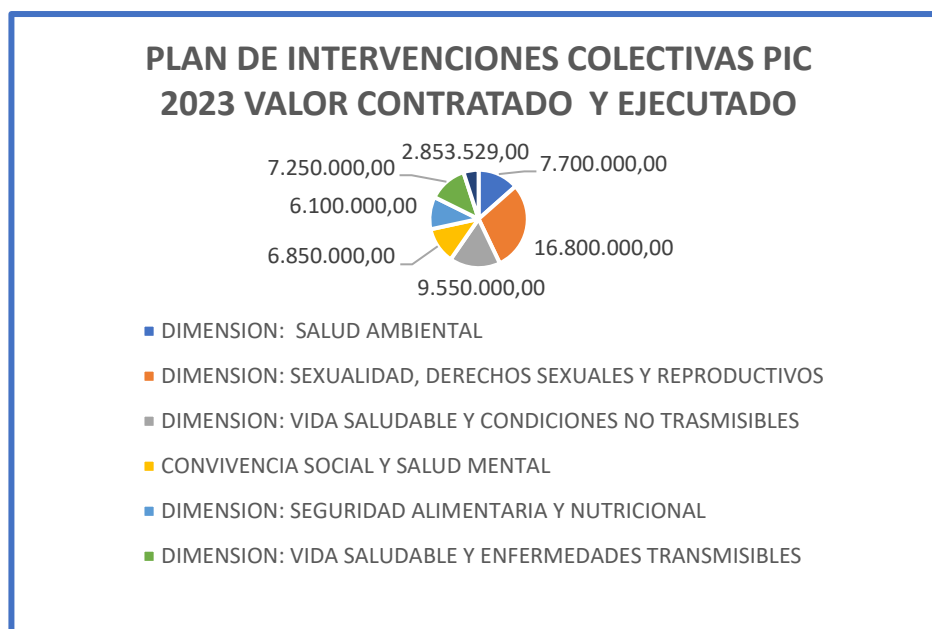 PLAN DE INTERVENCIONES COLECTIVAS PIC
2023 VALOR CONTRATADO Y EJECUTADO
2.853.529,00
7.700.000,00
7.250.000,00
6.100.000,00
16.800.000,00
6.850.000,00
9.550.000,00
DIMENSION: SALUD AMBIENTAL
DIMENSION: SEXUALIDAD, DERECHOS SEXUALES Y REPRODUCTIVOS
DIMENSION: VIDA SALUDABLE Y CONDICIONES NO TRASMISIBLES
CONVIVENCIA SOCIAL Y SALUD MENTAL
DIMENSION: SEGURIDAD ALIMENTARIA Y NUTRICIONAL
DIMENSION: VIDA SALUDABLE Y ENFERMEDADES TRANSMISIBLES